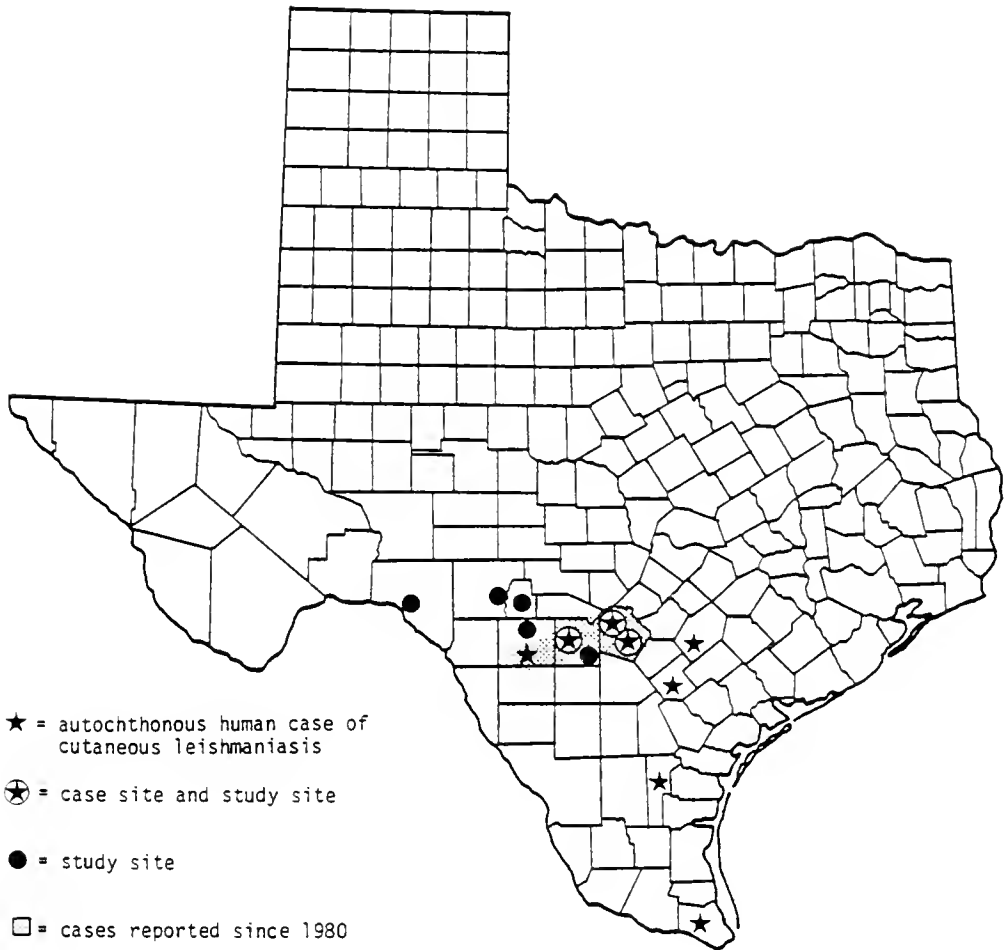 ★ = autochthonous human case of
cutaneous leishmaniasis
= case site and study site
● = study site
□ = cases reported since 1980